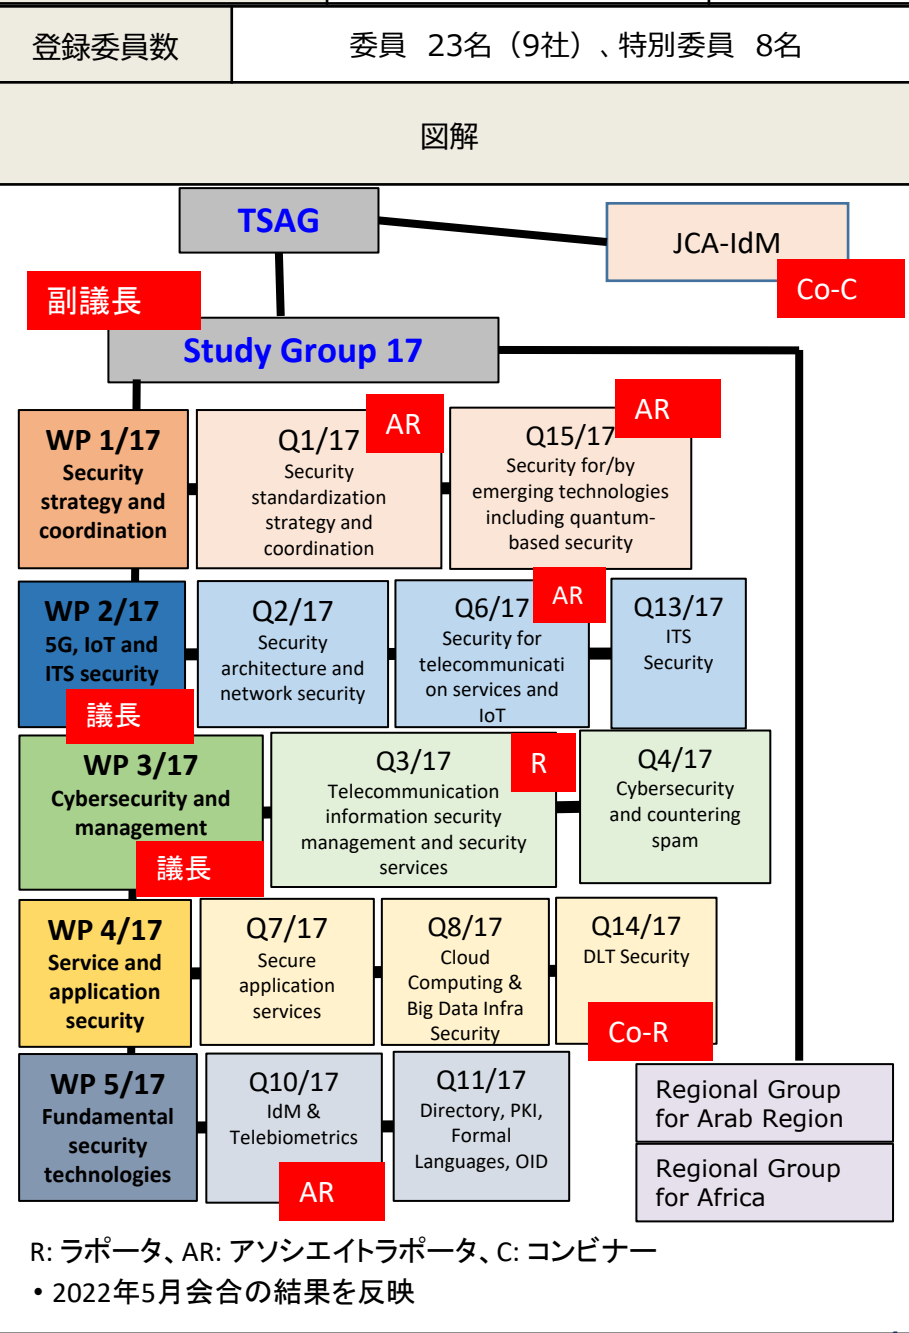 登録委員数
委員 23名（9社）、特別委員 8名
図解
TSAG
JCA-IdM
Co-C
副議長
Study Group 17
WP 1/17
Security
strategy and
coordination
Q1/17
AR
Security
standardization
strategy and
coordination
Q15/17
AR
Security for/by
emerging technologies
including quantum-
based security
WP 2/17
5G, IoT and
ITS security
議長
Q2/17
Security
architecture and
network security
Q6/17
AR
Security for
telecommunicati
on services and
IoT
Q13/17
ITS
Security
WP 3/17
Cybersecurity and
management
議長
Q3/17
R
Telecommunication
information security
management and security
services
Q4/17
Cybersecurity
and countering
spam
WP 4/17
Service and
application
security
Q7/17
Secure
application
services
Q8/17
Cloud
Computing &
Big Data Infra
Security
Q14/17
DLT Security
Co-R
WP 5/17
Fundamental
security
technologies
Q10/17
IdM &
Telebiometrics
AR
Q11/17
Directory, PKI,
Formal
Languages, OID
Regional Group
for Arab Region
Regional Group
for Africa
R: ラポータ、AR: アソシエイトラポータ、C: コンビナー
• 2022年5月会合の結果を反映